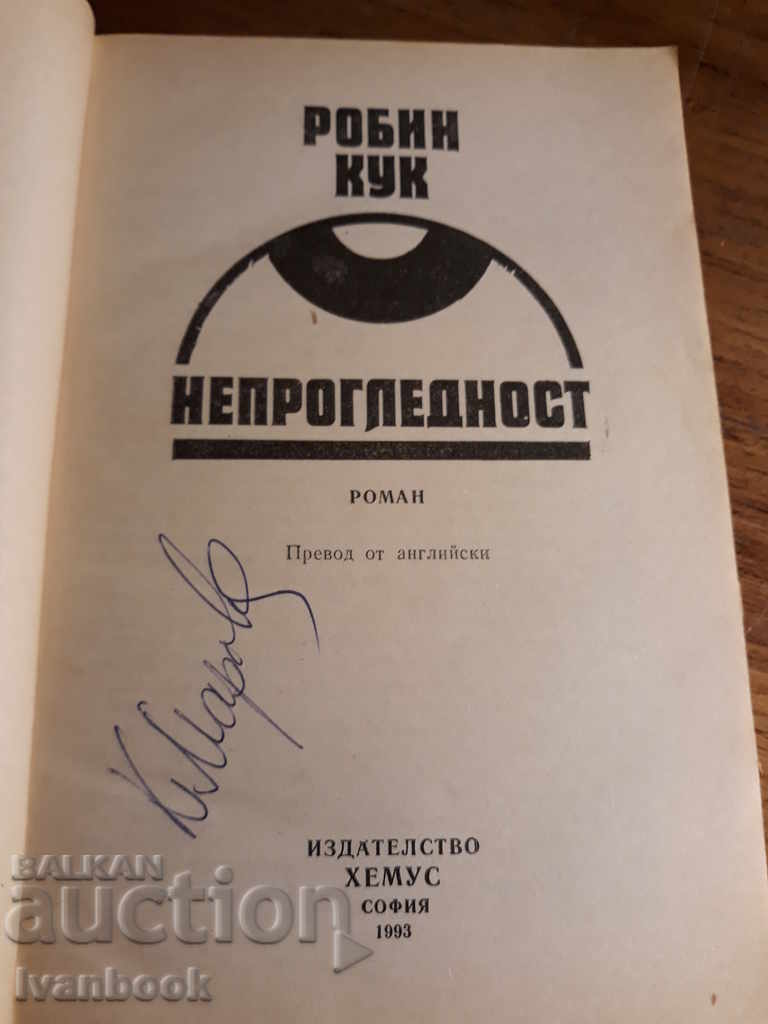 РОБИН
КУК
НЕПРОГЛЕДНОСТ
РОМАН
Превод от английски
ИЗДАТЕЛСТВО
ХЕМУС
СОФИЯ
1993
BALKAN
auction
Ivanbook